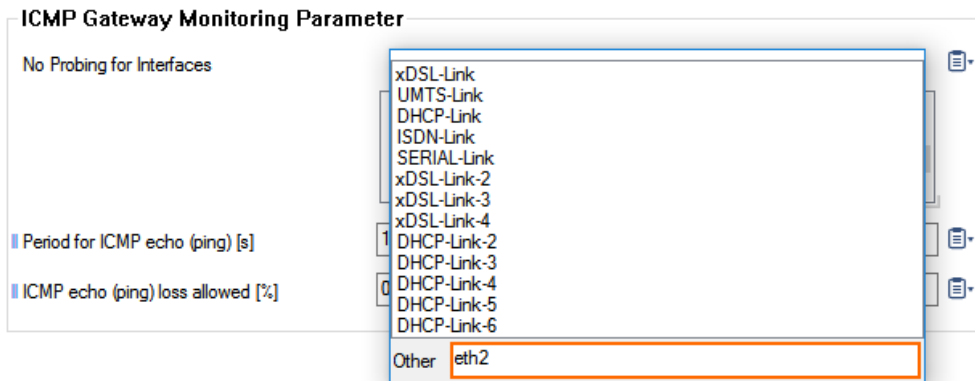 ICMP Gateway Monitoring Parameter
No Probing for Interfaces
xDSL-Link
UMTS-Link
DHCP-Link
ISDN-Link
SERIAL-Link
xDSL-Link-2
xDSL-Link-3
xDSL-Link-4
DHCP-Link-2
DHCP-Link-3
DHCP-Link-4
DHCP-Link-5
DHCP-Link-6
Other eth2
Period for ICMP echo (ping) [s]
ICMP echo (ping) loss allowed [%]